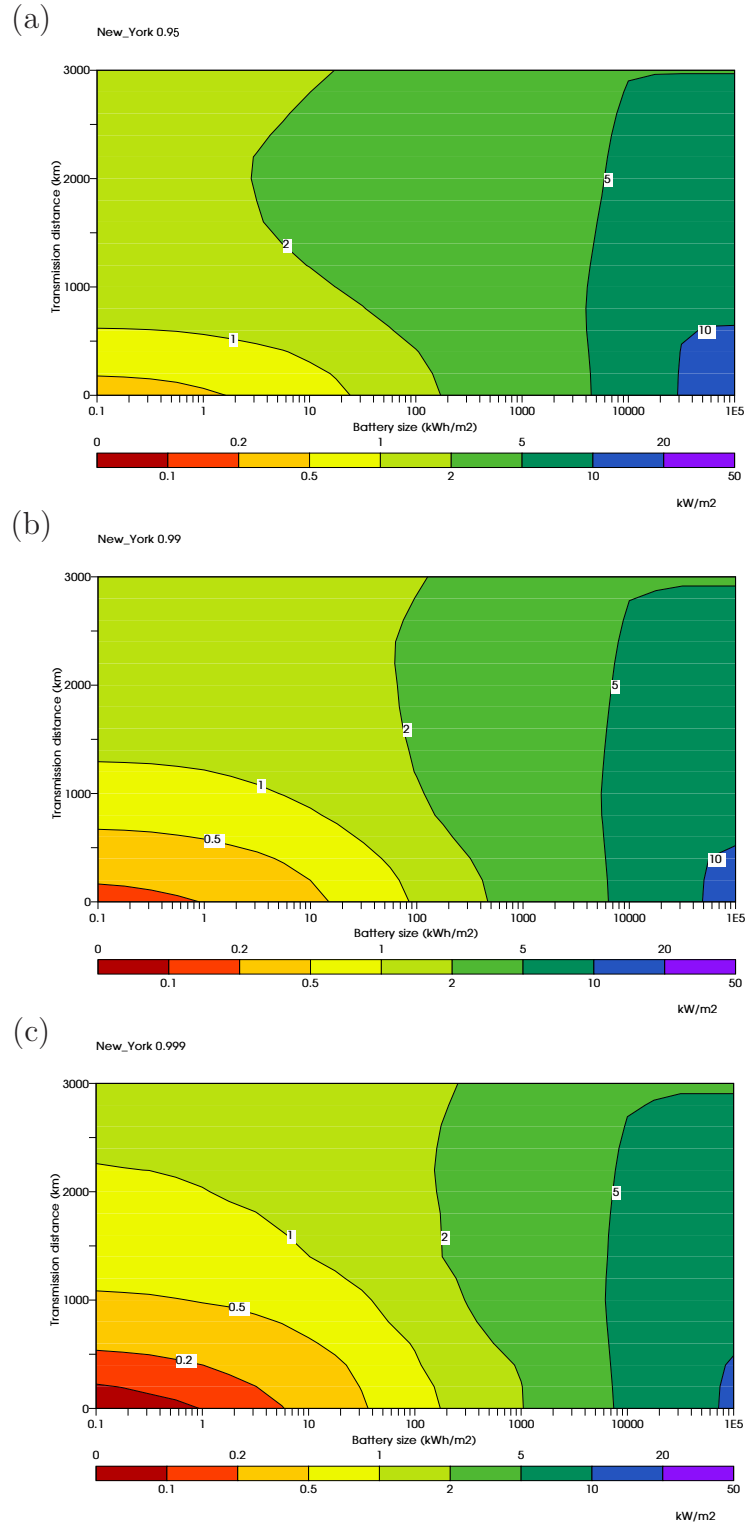 (a)
New_York 0.95
3000
2000
1000
0
Transmission distance (km)
5
2
1
10
0.1 1 10 100 1000 10000 1E5
Battery size (kWh/m2)
0 0.2 1 5 20
0.1 0.5 2 10 50
kW/m2
(b)
New_York 0.99
3000
2000
1000
0
Transmission distance (km)
5
2
1
0.5
10
0.1 1 10 100 1000 10000 1E5
Battery size (kWh/m2)
0 0.2 1 5 20
0.1 0.5 2 10 50
kW/m2
(c)
New_York 0.999
3000
2000
1000
0
Transmission distance (km)
5
1
2
0.5
0.2
0.1 1 10 100 1000 10000 1E5
Battery size (kWh/m2)
0 0.2 1 5 20
0.1 0.5 2 10 50
kW/m2